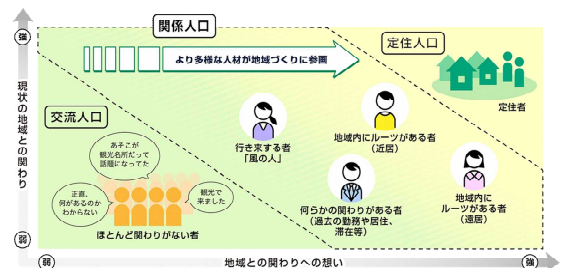 関係人口
強
より多様な人材が地域づくりに参画
定住人口
定住者
現状の地域との関わり
交流人口
あそこが
観光名所だって
話題になってた
正直、
何があるのか
わからない
観光で
来ました
ほとんど関わりがない者
行き来する者
「風の人」
地域内にルーツがある者
（近居）
何らかの関わりがある者
（過去の勤務や居住、
滞在等）
地域内に
ルーツがある者
（遠居）
弱
弱
地域との関わりへの想い
強